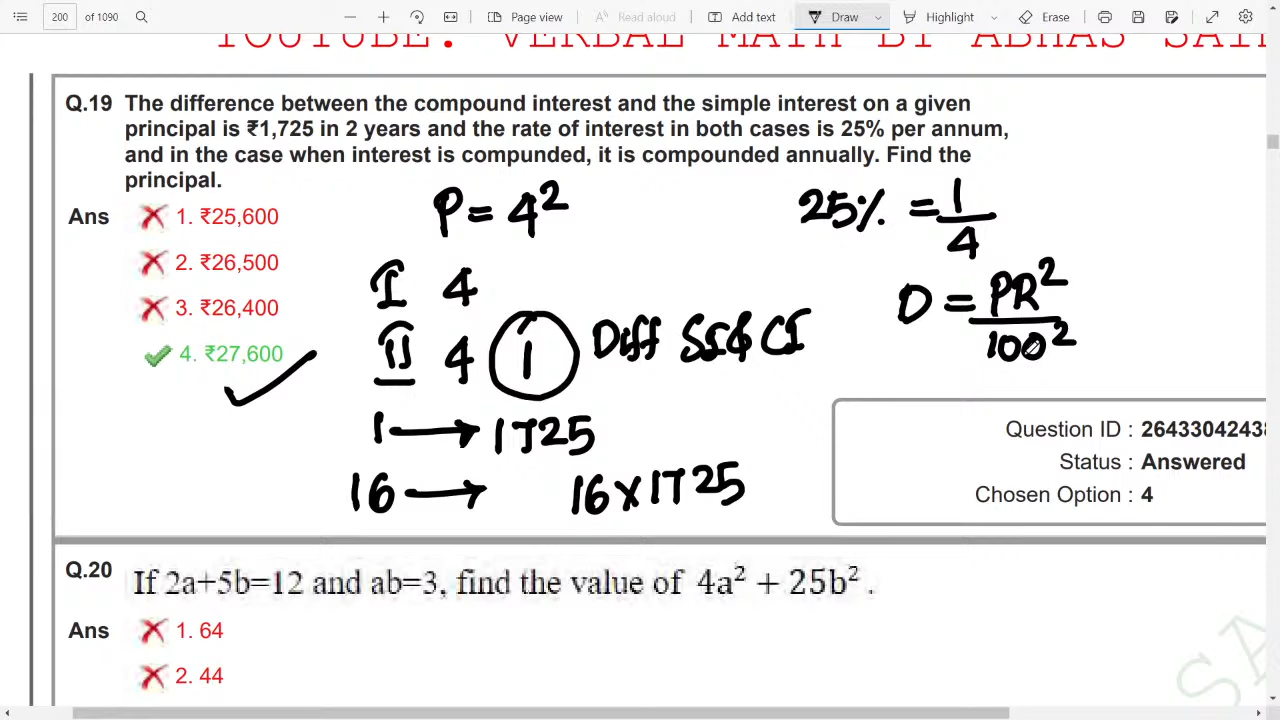 200 of 1090 Page view Read aloud Add text Draw Highlight Erase
YOUTUBE: VERBAL MATH BY ABHAS SAI
Q.19 The difference between the compound interest and the simple interest on a given
principal is ₹1,725 in 2 years and the rate of interest in both cases is 25% per annum,
and in the case when interest is compunded, it is compounded annually. Find the
principal.
Ans 1. ₹25,600
2. ₹26,500
3. ₹26,400
4. ₹27,600
P = 4²
I 4
II 4 1 Diff SI & CI
1 → 1725
16 → 16×1725
25% = 1/4
D = PR²/100²
Question ID : 26433042438
Status : Answered
Chosen Option : 4
Q.20 If 2a+5b=12 and ab=3, find the value of 4a² + 25b² .
Ans 1. 64
2. 44
SA